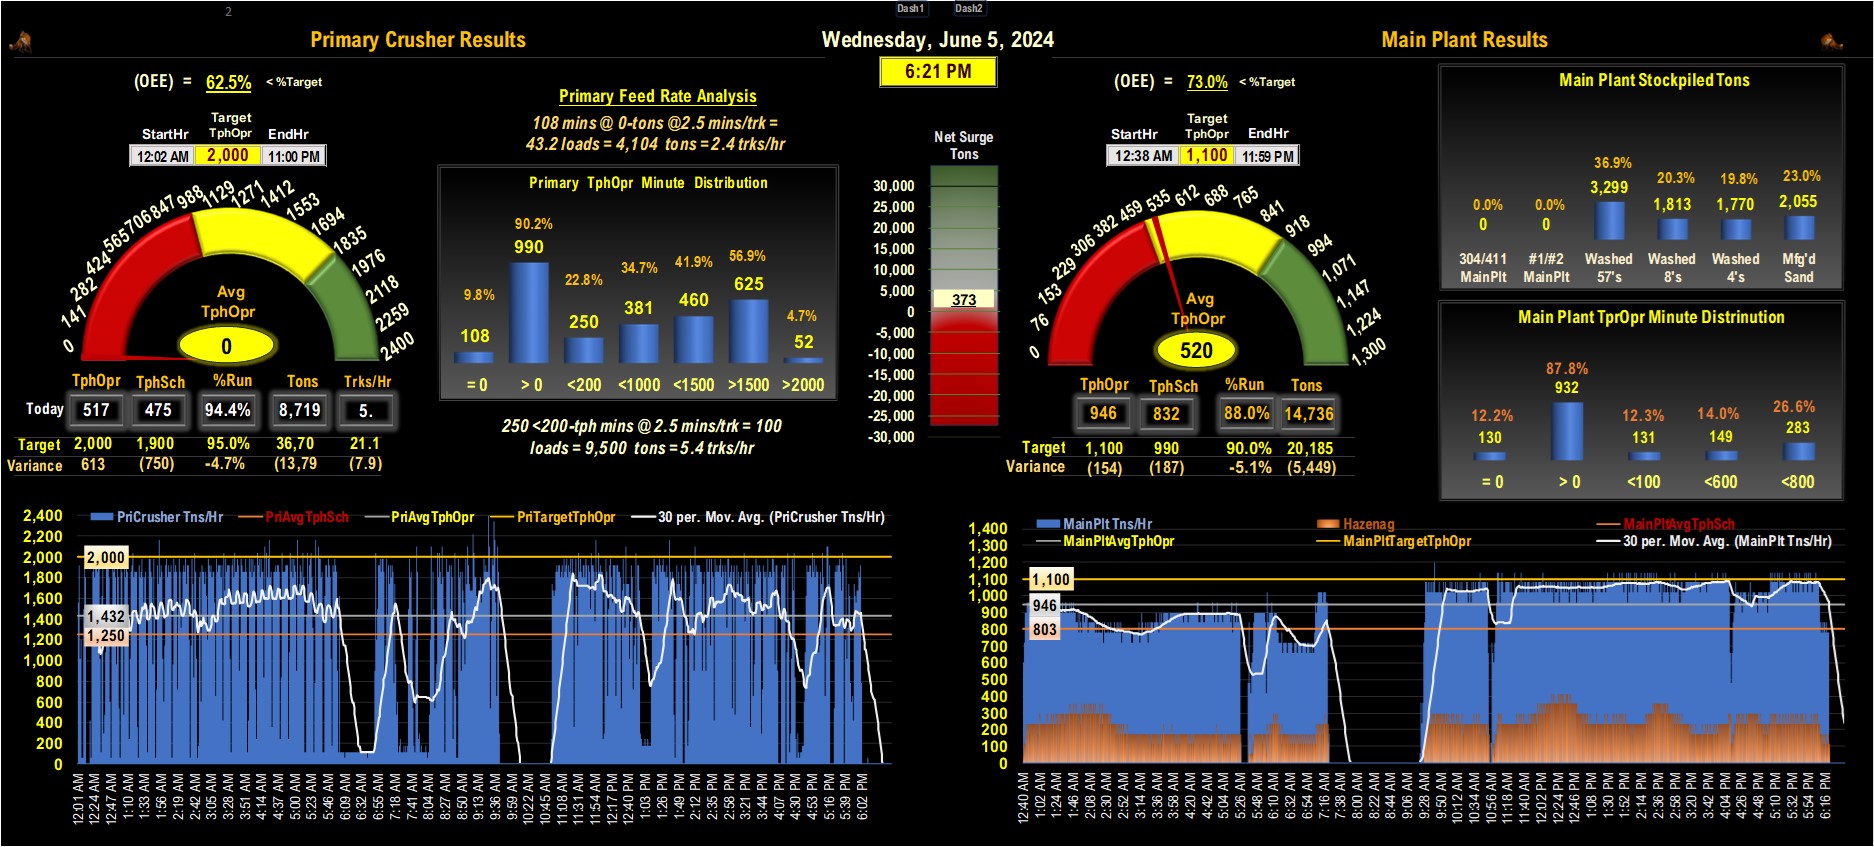 2
Dash1 Dash2
Primary Crusher Results
Wednesday, June 5, 2024
Main Plant Results
6:21 PM
(OEE) = 62.5% < %Target
Target
StartHr TphOpr EndHr
12:02 AM 2,000 11:00 PM
0 141 282 424 565 706 847 988 1129 1271 1412 1553 1694 1835 1976 2118 2259 2400
Avg
TphOpr
0
TphOpr TphSch %Run Tons Trks/Hr
Today 517 475 94.4% 8,719 5.
Target 2,000 1,900 95.0% 36,70 21.1
Variance 613 (750) -4.7% (13,79 (7.9)
Primary Feed Rate Analysis
108 mins @ 0-tons @2.5 mins/trk =
43.2 loads = 4,104 tons = 2.4 trks/hr
Primary TphOpr Minute Distribution
9.8% 90.2% 22.8% 34.7% 41.9% 56.9% 4.7%
108 990 250 381 460 625 52
= 0 > 0 <200 <1000 <1500 >1500 >2000
250 <200-tph mins @ 2.5 mins/trk = 100
loads = 9,500 tons = 5.4 trks/hr
Net Surge
Tons
30,000
25,000
20,000
15,000
10,000
5,000
373
0
-5,000
-10,000
-15,000
-20,000
-25,000
-30,000
(OEE) = 73.0% < %Target
Target
StartHr TphOpr EndHr
12:38 AM 1,100 11:59 PM
0 76 153 229 306 382 459 535 612 688 765 841 918 994 1,071 1,147 1,224 1,300
Avg
TphOpr
520
TphOpr TphSch %Run Tons
946 832 88.0% 14,736
Target 1,100 990 90.0% 20,185
Variance (154) (187) -5.1% (5,449)
Main Plant Stockpiled Tons
0.0% 0.0% 36.9% 20.3% 19.8% 23.0%
0 0 3,299 1,813 1,770 2,055
304/411 #1/#2 Washed Washed Washed Mfg'd
MainPlt MainPlt 57's 8's 4's Sand
Main Plant TprOpr Minute Distrinution
12.2% 87.8% 12.3% 14.0% 26.6%
130 932 131 149 283
= 0 > 0 <100 <600 <800
PriCrusher Tns/Hr PriAvgTphSch PriAvgTphOpr PriTargetTphOpr 30 per. Mov. Avg. (PriCrusher Tns/Hr)
2,400
2,200
2,000
1,800
1,600
1,400
1,200
1,000
800
600
400
200
0
2,000
1,432
1,250
12:01 AM 12:24 AM 12:47 AM 1:10 AM 1:33 AM 1:56 AM 2:19 AM 2:42 AM 3:05 AM 3:28 AM 3:51 AM 4:14 AM 4:37 AM 5:00 AM 5:23 AM 5:46 AM 6:09 AM 6:32 AM 6:55 AM 7:18 AM 7:41 AM 8:04 AM 8:27 AM 8:50 AM 9:13 AM 9:36 AM 9:59 AM 10:22 AM 10:45 AM 11:08 AM 11:31 AM 11:54 AM 12:17 PM 12:40 PM 1:03 PM 1:26 PM 1:49 PM 2:12 PM 2:35 PM 2:58 PM 3:21 PM 3:44 PM 4:07 PM 4:30 PM 4:53 PM 5:16 PM 5:39 PM 6:02 PM
MainPlt Tns/Hr Hazenag MainPltAvgTphSch
MainPltAvgTphOpr MainPltTargetTphOpr 30 per. Mov. Avg. (MainPlt Tns/Hr)
1,400
1,300
1,200
1,100
1,000
900
800
700
600
500
400
300
200
100
0
1,100
946
803
12:40 AM 1:02 AM 1:24 AM 1:46 AM 2:08 AM 2:30 AM 2:52 AM 3:14 AM 3:36 AM 3:58 AM 4:20 AM 4:42 AM 5:04 AM 5:26 AM 5:48 AM 6:10 AM 6:32 AM 6:54 AM 7:16 AM 7:38 AM 8:00 AM 8:22 AM 8:44 AM 9:06 AM 9:28 AM 9:50 AM 10:12 AM 10:34 AM 10:56 AM 11:18 AM 11:40 AM 12:02 PM 12:24 PM 12:46 PM 1:08 PM 1:30 PM 1:52 PM 2:14 PM 2:36 PM 2:58 PM 3:20 PM 3:42 PM 4:04 PM 4:26 PM 4:48 PM 5:10 PM 5:32 PM 5:54 PM 6:16 PM